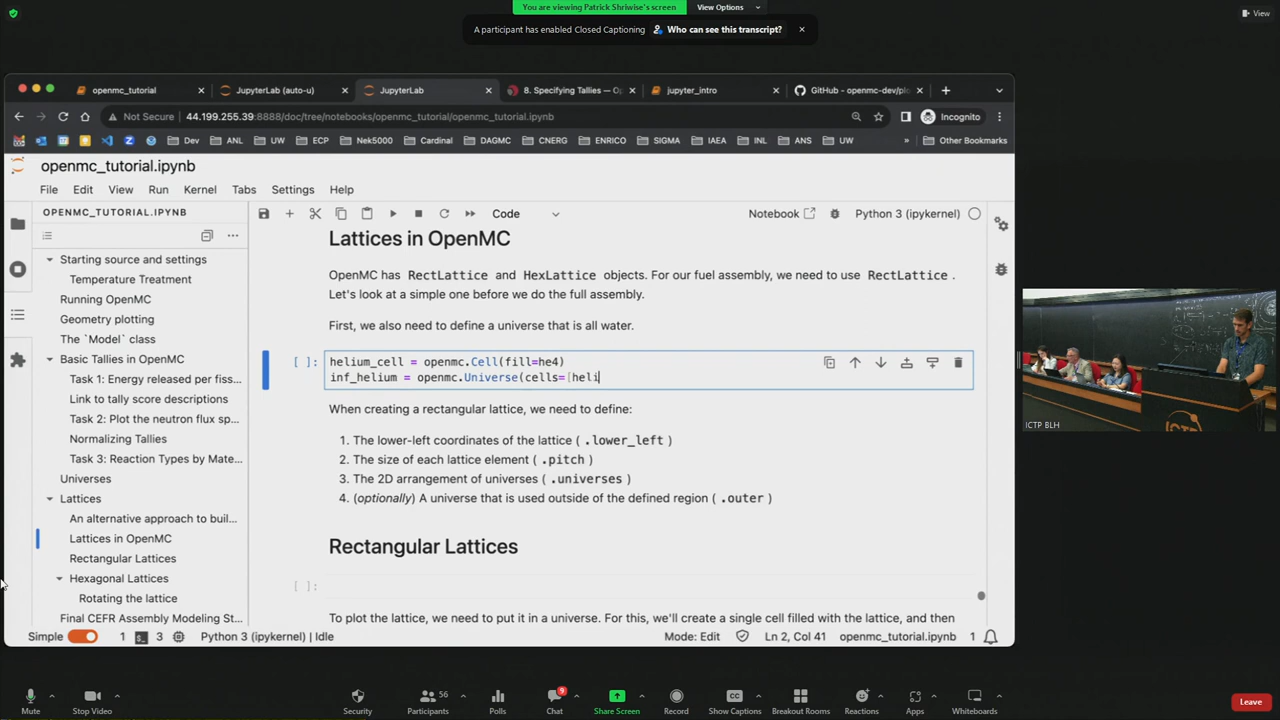 You are viewing Patrick Shriwise's screen
View Options
View
A participant has enabled Closed Captioning
Who can see this transcript?
openmc_tutorial
JupyterLab (auto-u)
JupyterLab
8. Specifying Tallies — Op
jupyter_intro
GitHub - openmc-dev/plo
Not Secure
44.199.255.39:8888/doc/tree/notebooks/openmc_tutorial/openmc_tutorial.ipynb
Incognito
Dev
ANL
UW
ECP
Nek5000
Cardinal
DAGMC
CNERG
ENRICO
SIGMA
IAEA
INL
ANS
UW
»
Other Bookmarks
openmc_tutorial.ipynb
File Edit View Run Kernel Tabs Settings Help
OPENMC_TUTORIAL.IPYNB
Code
Notebook
Python 3 (ipykernel)
Starting source and settings
Temperature Treatment
Running OpenMC
Geometry plotting
The `Model` class
Basic Tallies in OpenMC
Task 1: Energy released per fiss...
Link to tally score descriptions
Task 2: Plot the neutron flux sp...
Normalizing Tallies
Task 3: Reaction Types by Mate...
Universes
Lattices
An alternative approach to buil...
Lattices in OpenMC
Rectangular Lattices
Hexagonal Lattices
Rotating the lattice
Final CEFR Assembly Modeling St...
Lattices in OpenMC
OpenMC has RectLattice and HexLattice objects. For our fuel assembly, we need to use RectLattice .
Let's look at a simple one before we do the full assembly.
First, we also need to define a universe that is all water.
[ ]: helium_cell = openmc.Cell(fill=he4)
inf_helium = openmc.Universe(cells=[heli
When creating a rectangular lattice, we need to define:
1. The lower-left coordinates of the lattice ( .lower_left )
2. The size of each lattice element ( .pitch )
3. The 2D arrangement of universes ( .universes )
4. (optionally) A universe that is used outside of the defined region ( .outer )
Rectangular Lattices
[ ]:
To plot the lattice, we need to put it in a universe. For this, we'll create a single cell filled with the lattice, and then
Simple
1
3
Python 3 (ipykernel) | Idle
Mode: Edit
Ln 2, Col 41
openmc_tutorial.ipynb
1
ICTP BLH
Mute
Stop Video
Security
56
Participants
Polls
9
Chat
Share Screen
Record
CC
Show Captions
Breakout Rooms
Reactions
Apps
Whiteboards
Leave